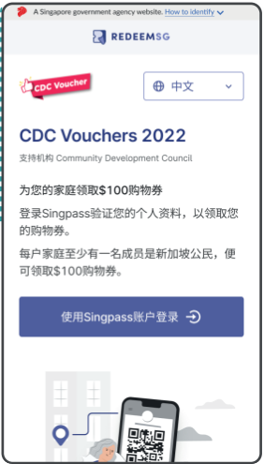 A Singapore government agency website. How to identify
REDEEMSG
CDC Voucher
中文
CDC Vouchers 2022
支持机构 Community Development Council
为您的家庭领取$100购物券
登录Singpass验证您的个人资料，以领取您
的购物券。
每户家庭至少有一名成员是新加坡公民，便
可领取$100购物券。
使用Singpass账户登录